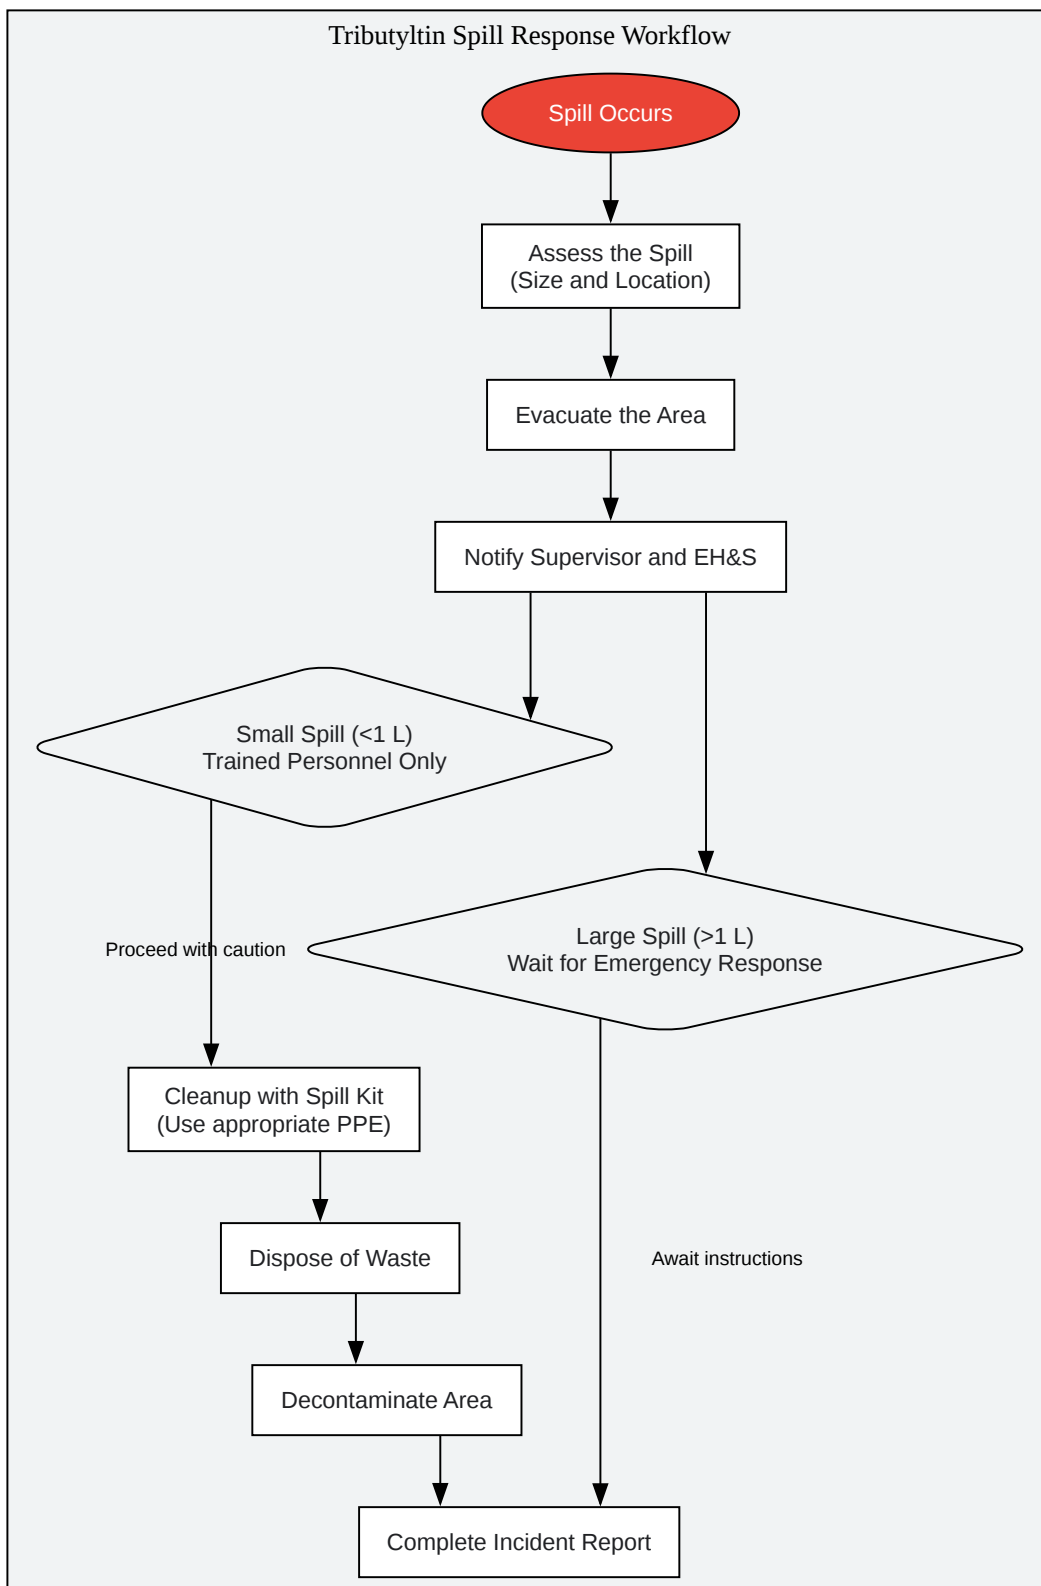 Tributyltin Spill Response Workflow
Spill Occurs
Assess the Spill
(Size and Location)
Evacuate the Area
Notify Supervisor and EH&S
Small Spill (<1 L)
Trained Personnel Only
Large Spill (>1 L)
Wait for Emergency Response
Proceed with caution
Cleanup with Spill Kit
(Use appropriate PPE)
Dispose of Waste
Await instructions
Decontaminate Area
Complete Incident Report